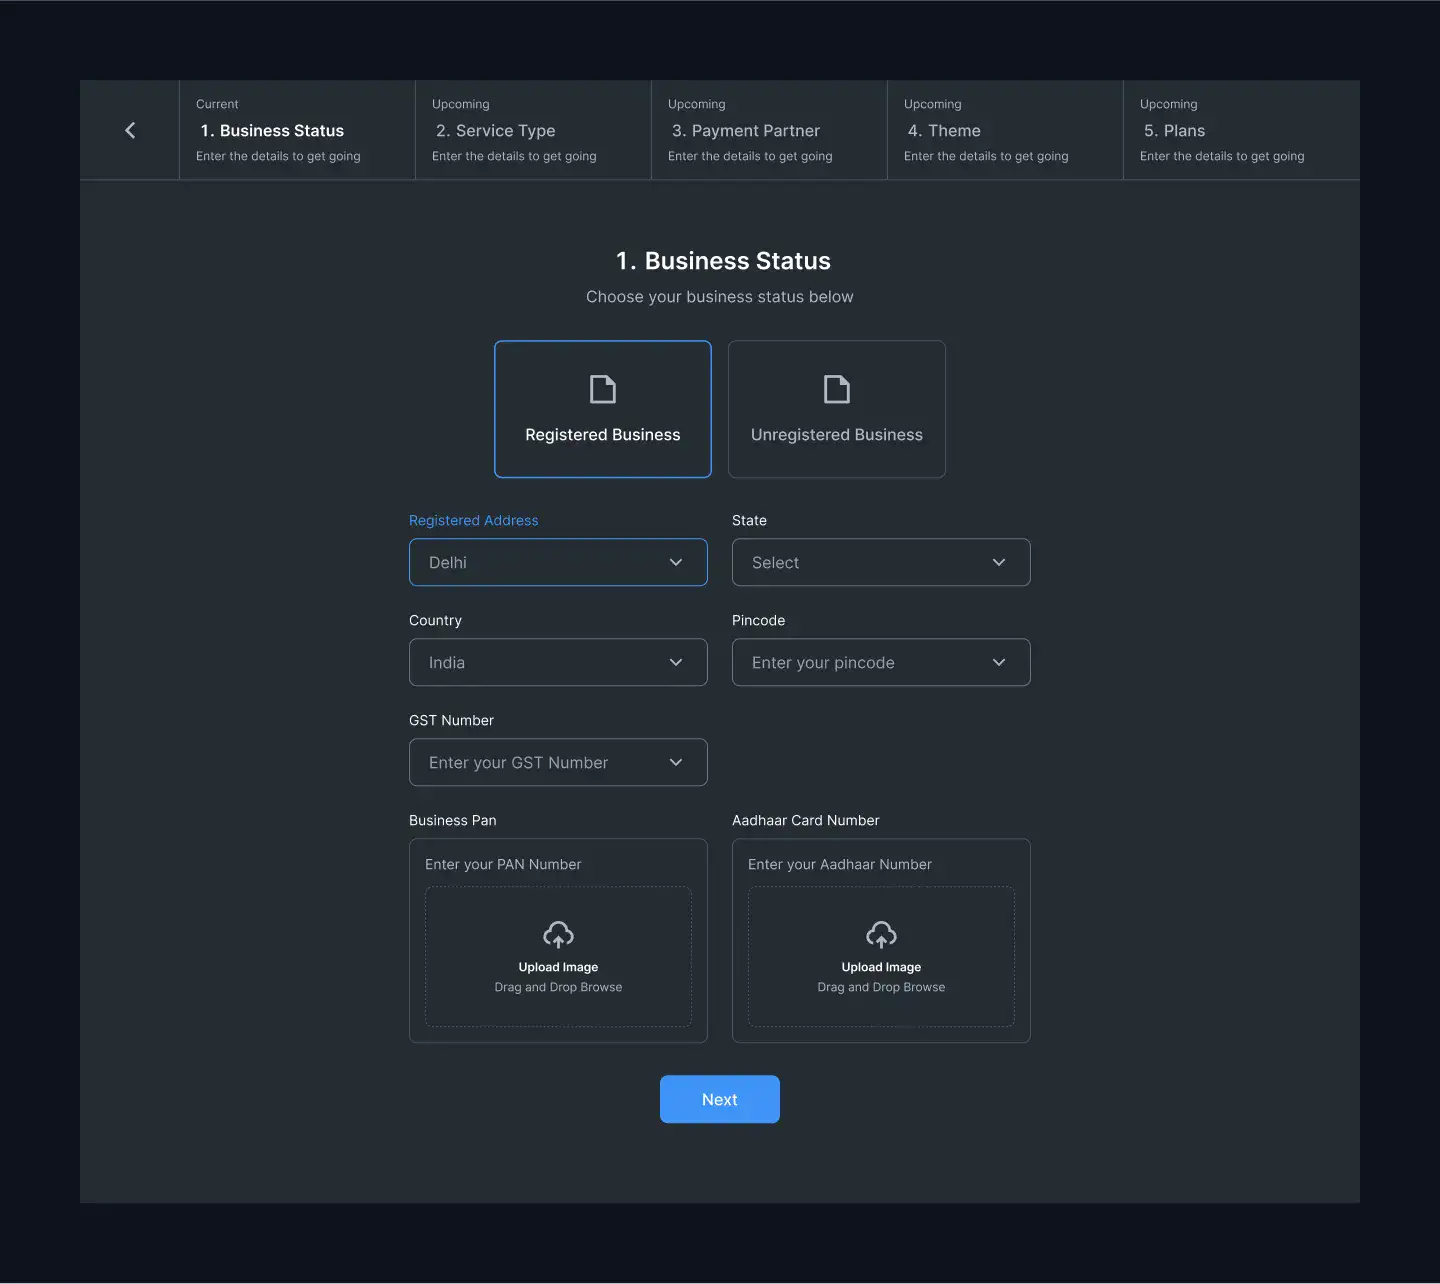 Current
1. Business Status
Enter the details to get going
Upcoming
2. Service Type
Enter the details to get going
Upcoming
3. Payment Partner
Enter the details to get going
Upcoming
4. Theme
Enter the details to get going
Upcoming
5. Plans
Enter the details to get going
1. Business Status
Choose your business status below
Registered Business
Unregistered Business
Registered Address
Delhi
State
Select
Country
India
Pincode
Enter your pincode
GST Number
Enter your GST Number
Business Pan
Enter your PAN Number
Upload Image
Drag and Drop Browse
Aadhaar Card Number
Enter your Aadhaar Number
Upload Image
Drag and Drop Browse
Next